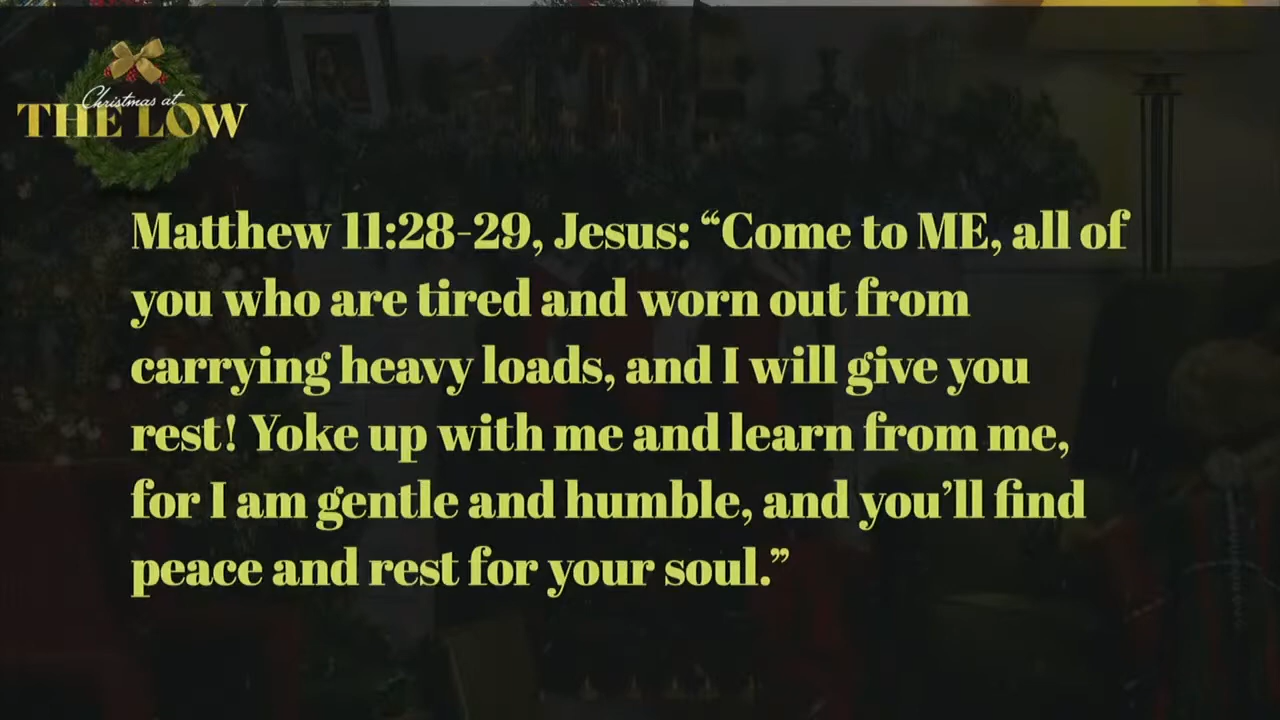 Christmas at
THE LOW
Matthew 11:28-29, Jesus: “Come to ME, all of
you who are tired and worn out from
carrying heavy loads, and I will give you
rest! Yoke up with me and learn from me,
for I am gentle and humble, and you’ll find
peace and rest for your soul.”